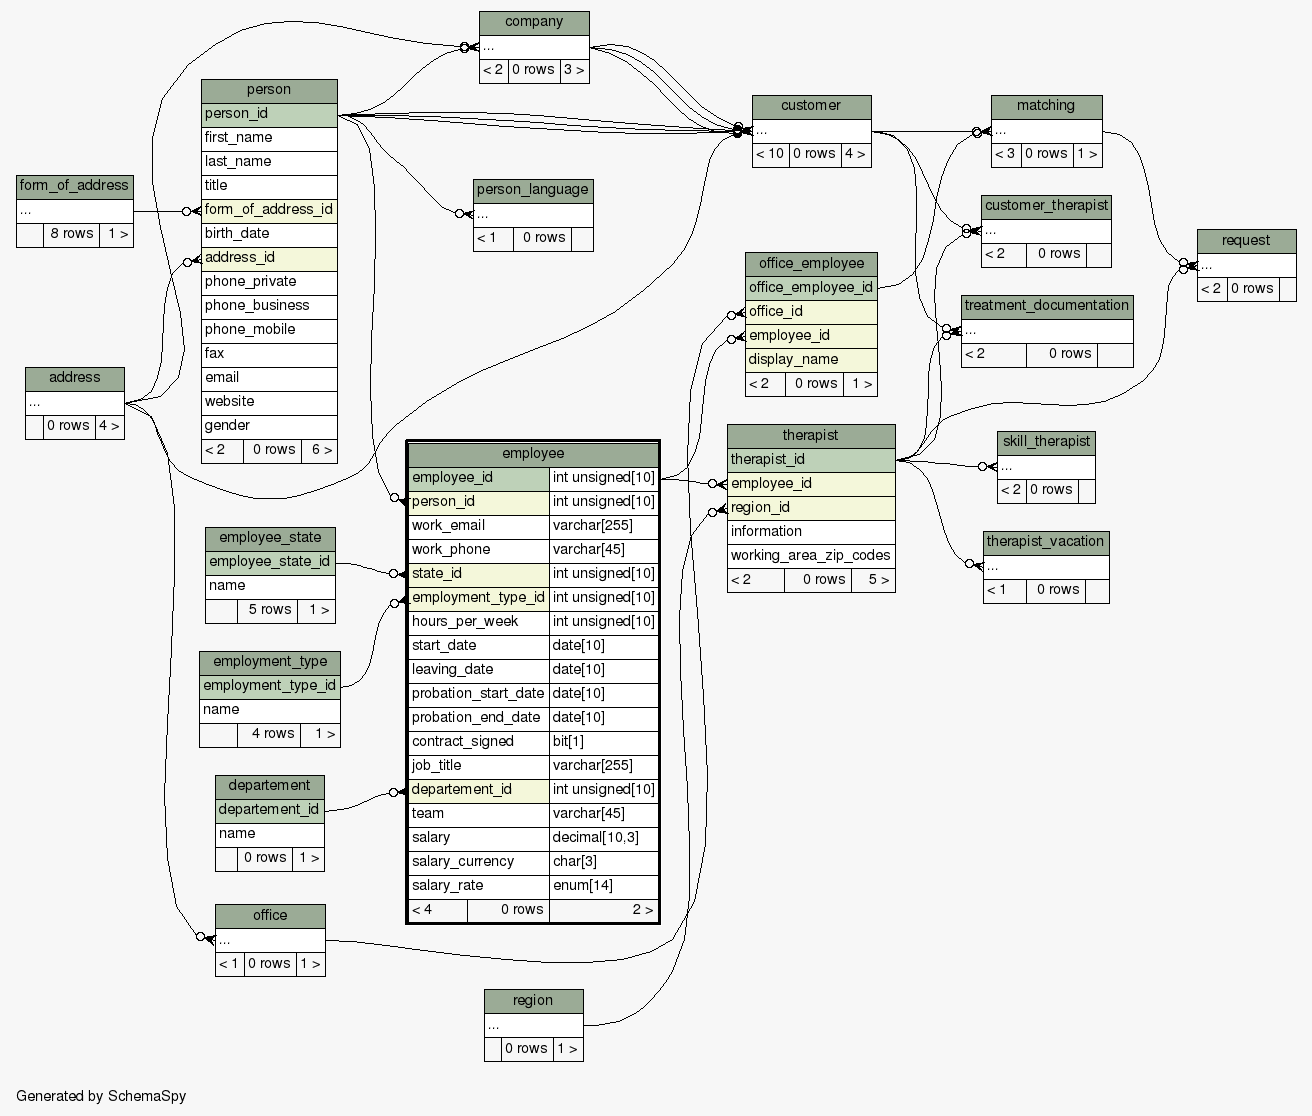 company
...
< 2 0 rows 3 >
person
person_id
first_name
last_name
title
form_of_address_id
birth_date
address_id
phone_private
phone_business
phone_mobile
fax
email
website
gender
< 2 0 rows 6 >
customer
...
< 10 0 rows 4 >
matching
...
< 3 0 rows 1 >
form_of_address
...
8 rows 1 >
person_language
...
< 1 0 rows
customer_therapist
...
< 2 0 rows
request
...
< 2 0 rows
office_employee
office_employee_id
office_id
employee_id
display_name
< 2 0 rows 1 >
treatment_documentation
...
< 2 0 rows
address
...
0 rows 4 >
therapist
therapist_id
employee_id
region_id
information
working_area_zip_codes
< 2 0 rows 5 >
skill_therapist
...
< 2 0 rows
therapist_vacation
...
< 1 0 rows
employee
employee_id int unsigned[10]
person_id int unsigned[10]
work_email varchar[255]
work_phone varchar[45]
state_id int unsigned[10]
employment_type_id int unsigned[10]
hours_per_week int unsigned[10]
start_date date[10]
leaving_date date[10]
probation_start_date date[10]
probation_end_date date[10]
contract_signed bit[1]
job_title varchar[255]
departement_id int unsigned[10]
team varchar[45]
salary decimal[10,3]
salary_currency char[3]
salary_rate enum[14]
< 4 0 rows 2 >
employee_state
employee_state_id
name
5 rows 1 >
employment_type
employment_type_id
name
4 rows 1 >
departement
departement_id
name
0 rows 1 >
office
...
< 1 0 rows 1 >
region
...
0 rows 1 >
Generated by SchemaSpy